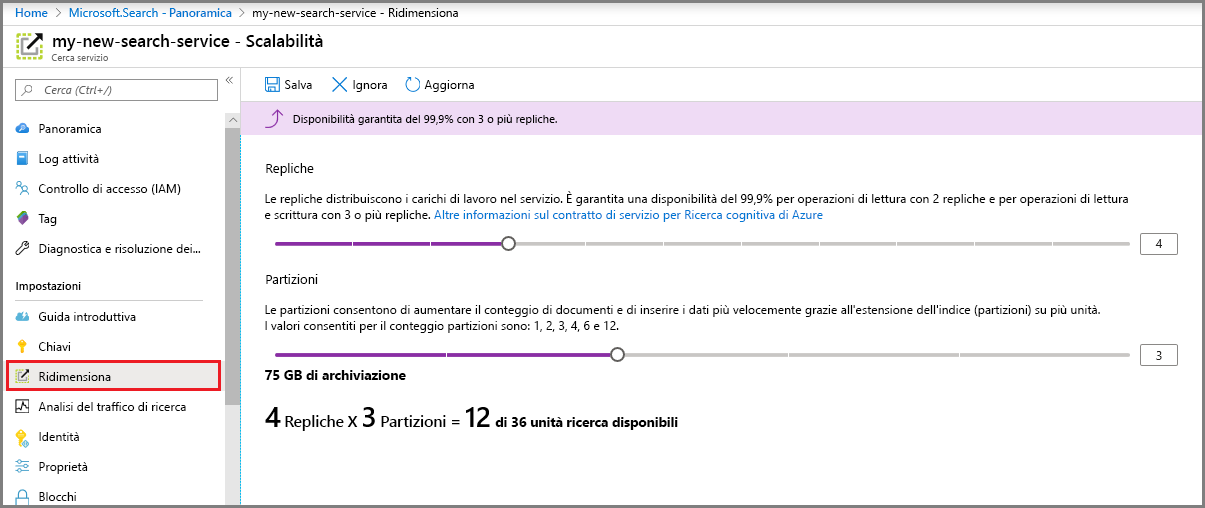 Home > Microsoft.Search - Panoramica > my-new-search-service - Ridimensiona
my-new-search-service - Scalabilità
Cerca servizio
Cerca (Ctrl+/)
«
Panoramica
Log attività
Controllo di accesso (IAM)
Tag
Diagnostica e risoluzione dei...
Impostazioni
Guida introduttiva
Chiavi
Ridimensiona
Analisi del traffico di ricerca
Identità
Proprietà
Blocchi
Salva Ignora Aggiorna
Disponibilità garantita del 99,9% con 3 o più repliche.
Repliche
Le repliche distribuiscono i carichi di lavoro nel servizio. È garantita una disponibilità del 99,9% per operazioni di lettura con 2 repliche e per operazioni di lettura
e scrittura con 3 o più repliche. Altre informazioni sul contratto di servizio per Ricerca cognitiva di Azure
4
Partizioni
Le partizioni consentono di aumentare il conteggio di documenti e di inserire i dati più velocemente grazie all'estensione dell'indice (partizioni) su più unità.
I valori consentiti per il conteggio partizioni sono: 1, 2, 3, 4, 6 e 12.
3
75 GB di archiviazione
4 Repliche X 3 Partizioni = 12 di 36 unità ricerca disponibili